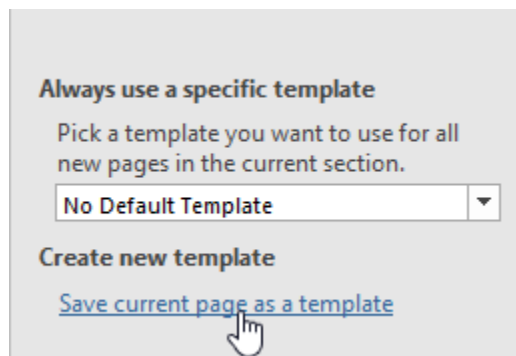 Always use a specific template
Pick a template you want to use for all
new pages in the current section.
No Default Template
Create new template
Save current page as a template